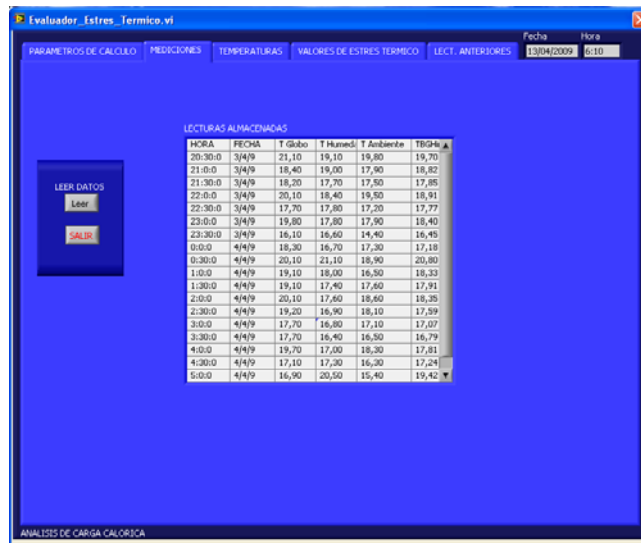 Evaluador_Estres_Termico.vi
Fecha Hora
PARAMETROS DE CALCULO MEDICIONES TEMPERATURAS VALORES DE ESTRES TERMICO LECT. ANTERIORES 13/04/2009 6:10
LECTURAS ALMACENADAS
HORA FECHA T Globo T Humed T Ambiente TBGH
20:30:0 3/4/9 21,10 19,10 19,80 19,70
21:0:0 3/4/9 18,40 19,00 17,90 18,82
21:30:0 3/4/9 18,20 17,70 17,50 17,85
22:0:0 3/4/9 20,10 18,40 19,50 18,91
22:30:0 3/4/9 17,70 17,80 17,20 17,77
23:0:0 3/4/9 19,80 17,80 17,90 18,40
23:30:0 3/4/9 16,10 16,60 14,40 16,45
0:0:0 4/4/9 18,30 16,70 17,30 17,18
0:30:0 4/4/9 20,10 21,10 18,90 20,80
1:0:0 4/4/9 19,10 18,00 16,50 18,33
1:30:0 4/4/9 19,10 17,40 17,60 17,91
2:0:0 4/4/9 20,10 17,60 18,60 18,35
2:30:0 4/4/9 19,20 16,90 18,10 17,59
3:0:0 4/4/9 17,70 16,80 17,10 17,07
3:30:0 4/4/9 17,70 16,40 16,50 16,79
4:0:0 4/4/9 19,70 17,00 18,30 17,81
4:30:0 4/4/9 17,10 17,30 16,30 17,24
5:0:0 4/4/9 16,90 20,50 15,40 19,42
LEER DATOS
Leer
SALIR
ANALISIS DE CARGA CALORICA